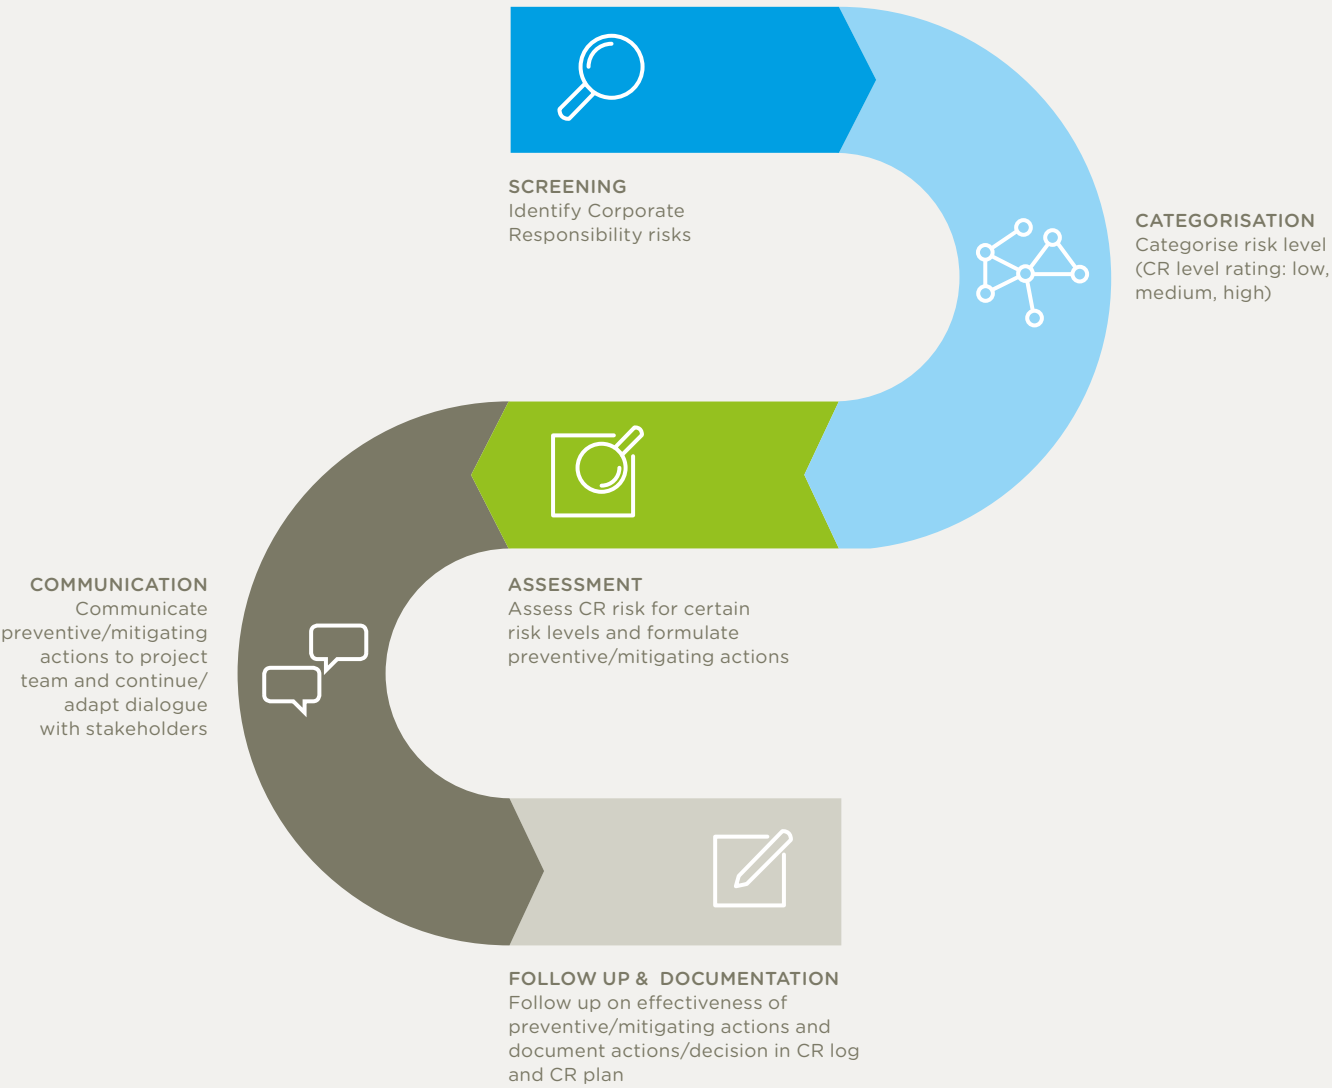 SCREENING
Identify Corporate
Responsibility risks
CATEGORISATION
Categorise risk level
(CR level rating: low,
medium, high)
ASSESSMENT
Assess CR risk for certain
risk levels and formulate
preventive/mitigating actions
COMMUNICATION
Communicate
preventive/mitigating
actions to project
team and continue/
adapt dialogue
with stakeholders
FOLLOW UP & DOCUMENTATION
Follow up on effectiveness of
preventive/mitigating actions and
document actions/decision in CR log
and CR plan